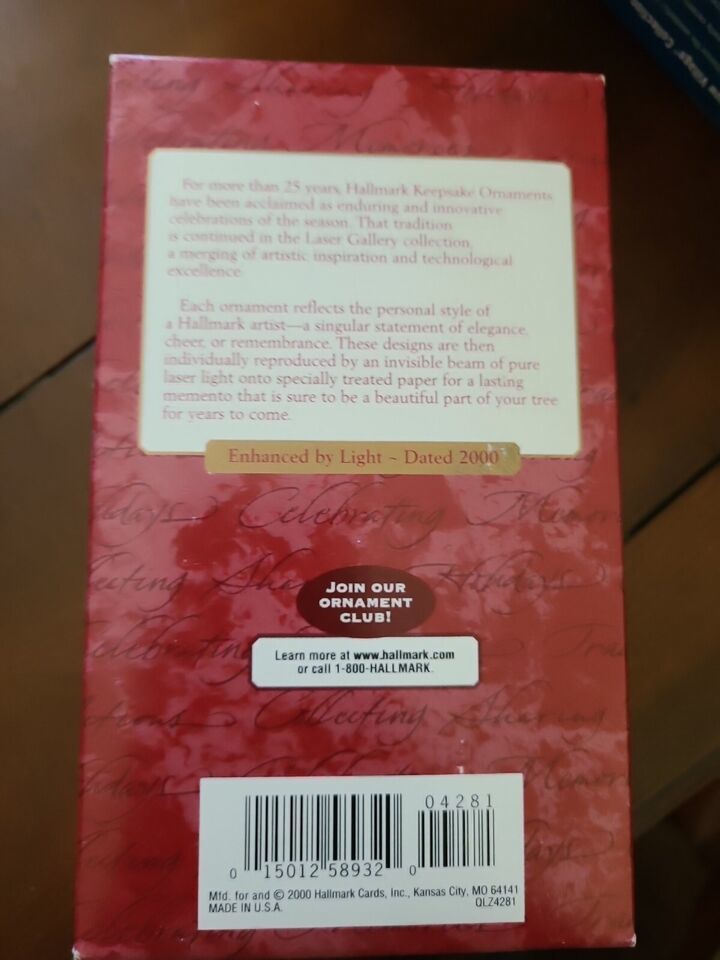 For more than 25 years, Hallmark Keepsake Ornaments
have been acclaimed as enduring and innovative
celebrations of the season. That tradition
is continued in the Laser Gallery collection,
a merging of artistic inspiration and technological
excellence.
Each ornament reflects the personal style of
a Hallmark artist—a singular statement of elegance,
cheer, or remembrance. These designs are then
individually reproduced by an invisible beam of pure
laser light onto specially treated paper for a lasting
memento that is sure to be a beautiful part of your tree
for years to come.
Enhanced by Light ~ Dated 2000
Celebrating
Holidays
JOIN OUR
ORNAMENT
CLUB!
Learn more at www.hallmark.com
or call 1-800-HALLMARK.
Collecting Sharing
04281
0 15012 58932 0
Mfd. for and © 2000 Hallmark Cards, Inc., Kansas City, MO 64141
MADE IN U.S.A. QLZ4281